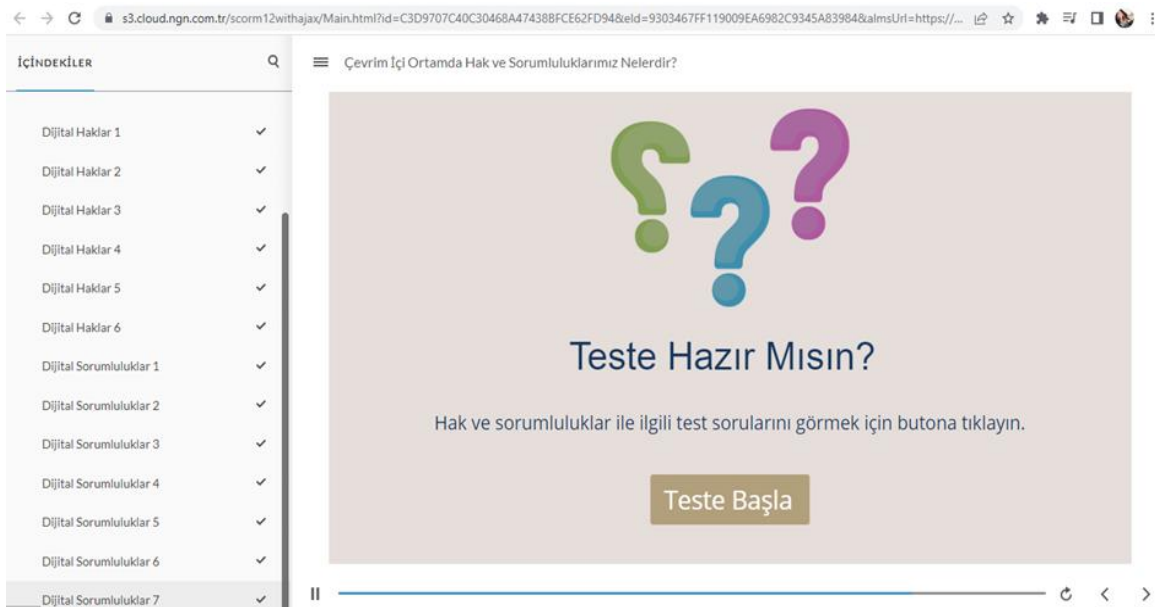 s3.cloud.ngn.com.tr/scorm12withajax/Main.html?id=C3D9707C40C30468A47438BFCE62FD94&eId=9303467FF119009EA6982C9345A83984&almsUrl=https://...
İÇİNDEKİLER
Çevrim İçi Ortamda Hak ve Sorumluluklarımız Nelerdir?
Dijital Haklar 1
Dijital Haklar 2
Dijital Haklar 3
Dijital Haklar 4
Dijital Haklar 5
Dijital Haklar 6
Dijital Sorumluluklar 1
Dijital Sorumluluklar 2
Dijital Sorumluluklar 3
Dijital Sorumluluklar 4
Dijital Sorumluluklar 5
Dijital Sorumluluklar 6
Dijital Sorumluluklar 7
Teste Hazır Mısın?
Hak ve sorumluluklar ile ilgili test sorularını görmek için butona tıklayın.
Teste Başla